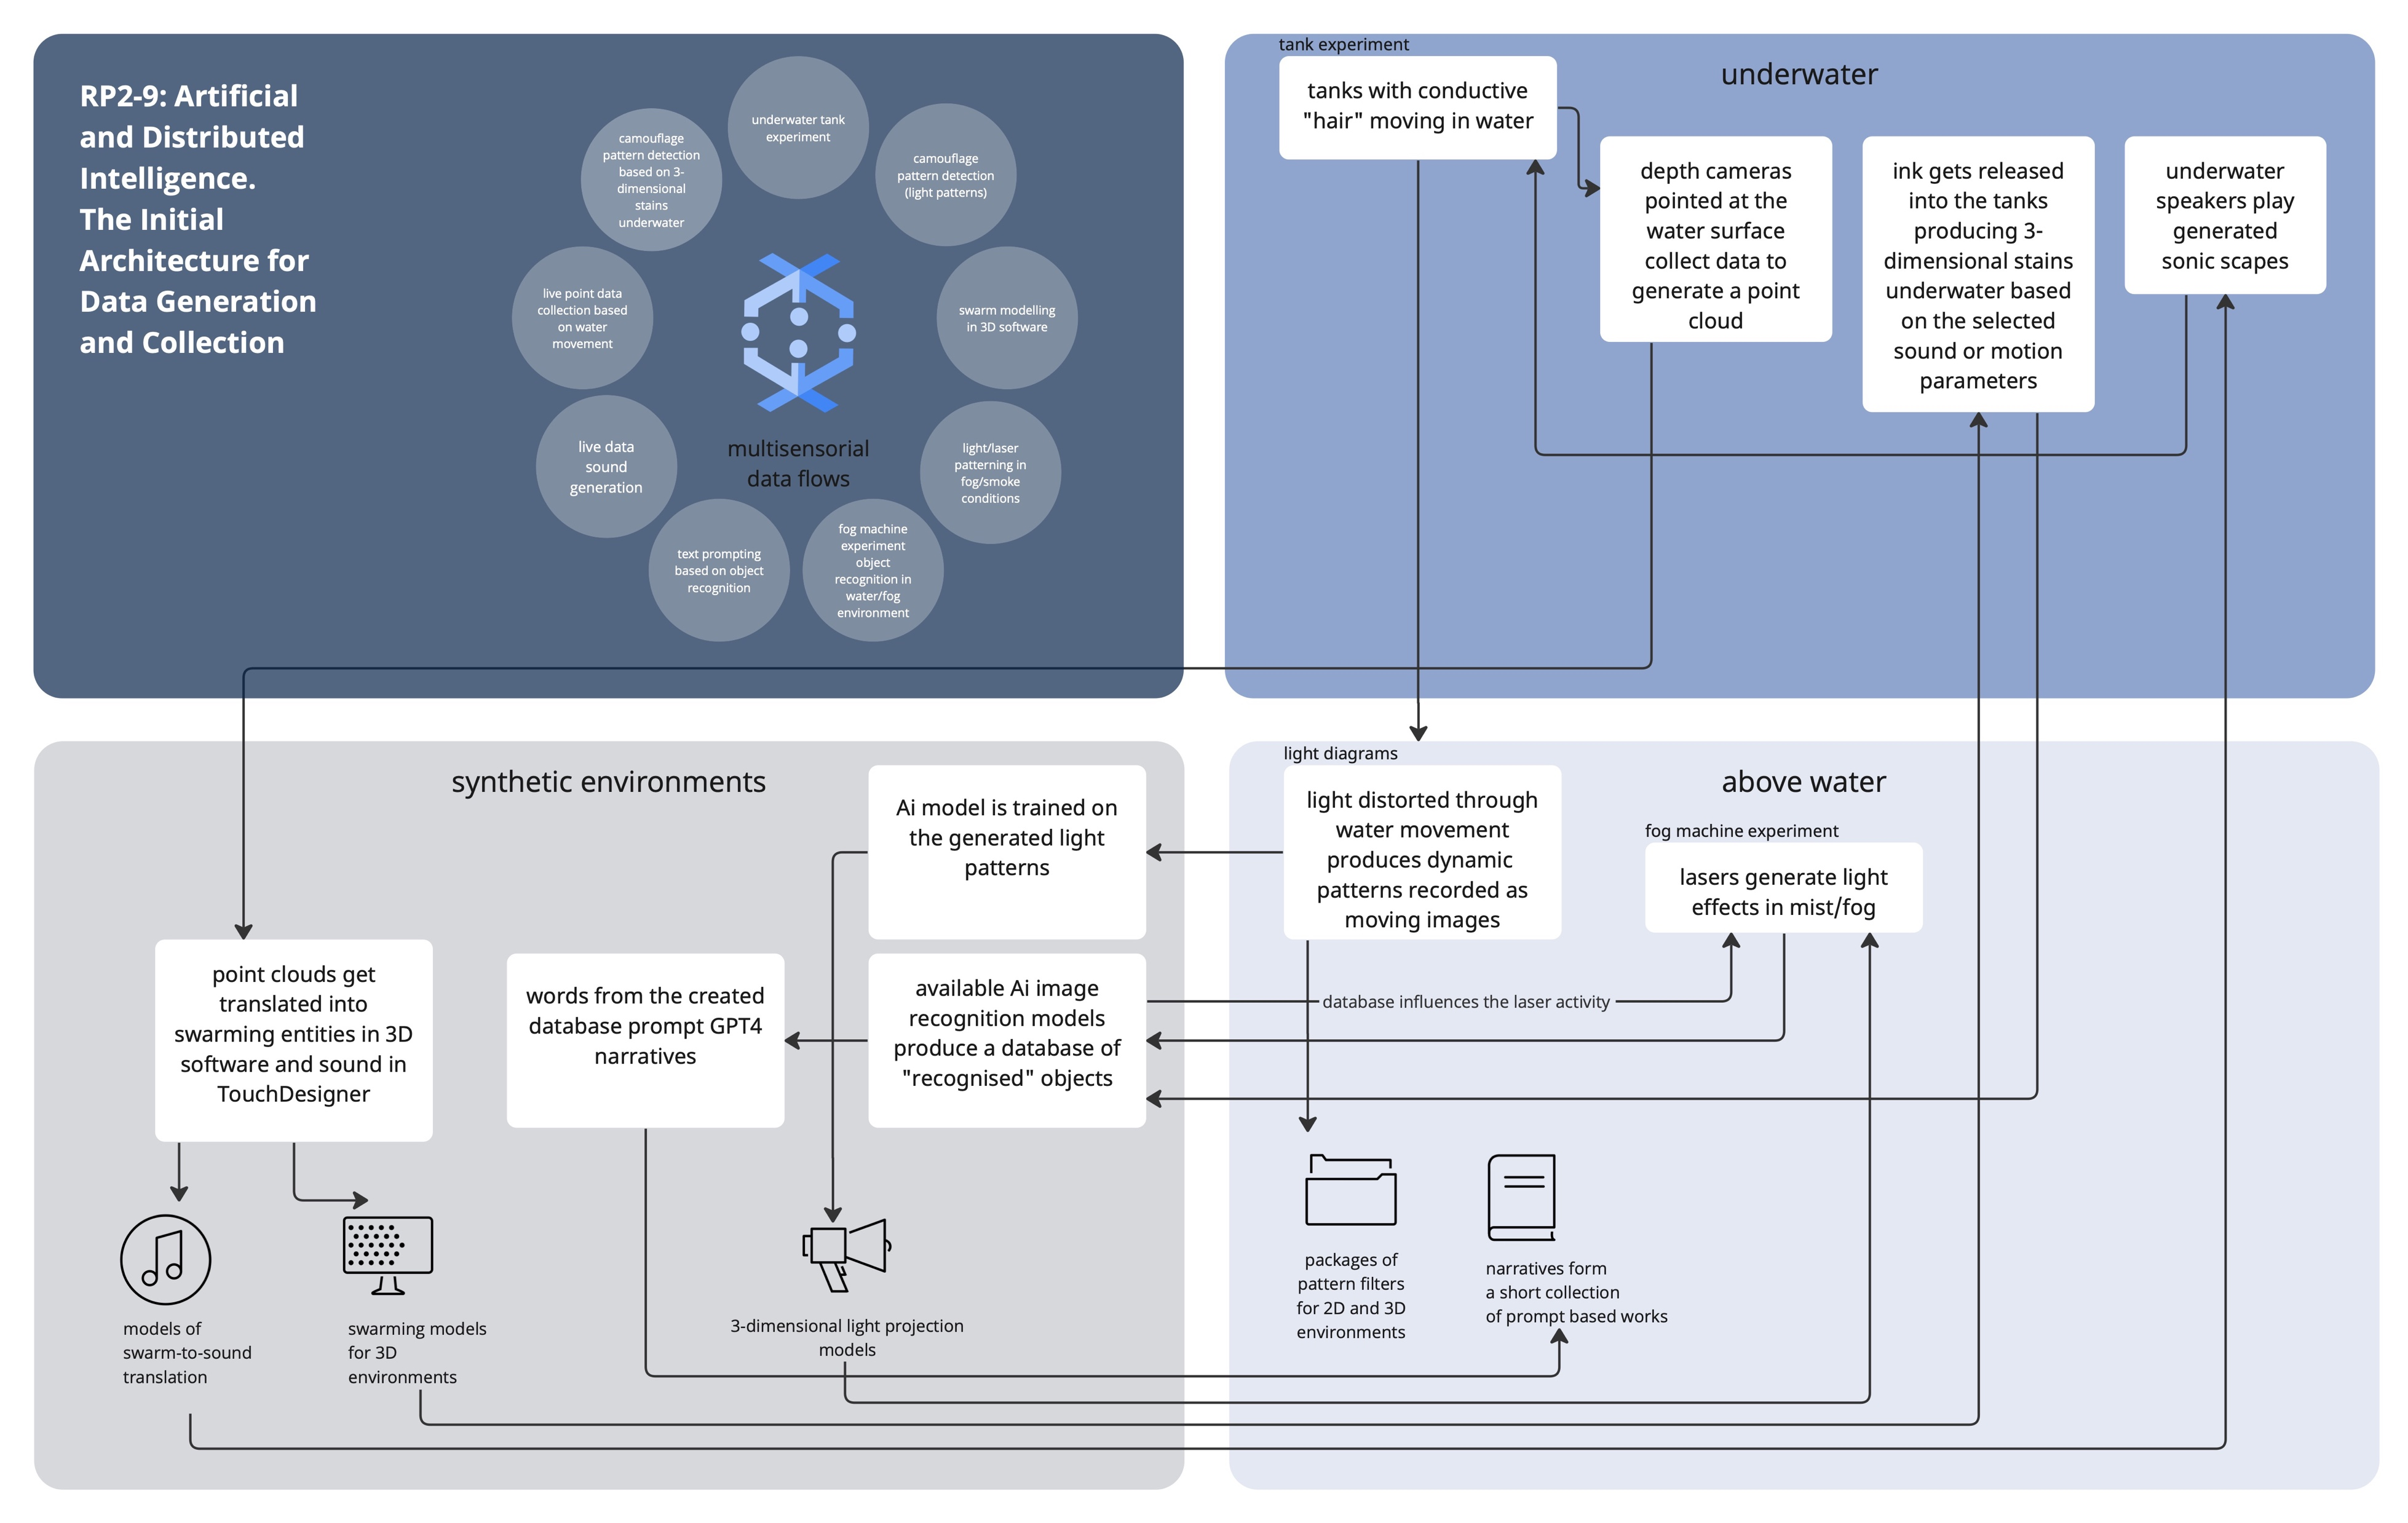 RP2-9: Artificial
and Distributed
Intelligence.
The Initial
Architecture for
Data Generation
and Collection
underwater tank
experiment
camouflage
pattern detection
(light patterns)
swarm modelling
in 3D software
light/laser
patterning in
fog/smoke
conditions
fog machine
experiment
object
recognition in
water/fog
environment
text prompting
based on object
recognition
live data
sound
generation
live point data
collection based
on water
movement
camouflage
pattern detection
based on 3-
dimensional
stains
underwater
multisensorial
data flows
tank experiment
underwater
tanks with conductive
"hair" moving in water
depth cameras
pointed at the
water surface
collect data to
generate a point
cloud
ink gets released
into the tanks
producing 3-
dimensional stains
underwater based
on the selected
sound or motion
parameters
underwater
speakers play
generated
sonic scapes
synthetic environments
Ai model is trained on
the generated light
patterns
point clouds get
translated into
swarming entities in 3D
software and sound in
TouchDesigner
words from the created
database prompt GPT4
narratives
available Ai image
recognition models
produce a database of
"recognised" objects
models of
swarm-to-sound
translation
swarming models
for 3D
environments
3-dimensional light projection
models
light diagrams
above water
light distorted through
water movement
produces dynamic
patterns recorded as
moving images
fog machine experiment
lasers generate light
effects in mist/fog
database influences the laser activity
packages of
pattern filters
for 2D and 3D
environments
narratives form
a short collection
of prompt based works